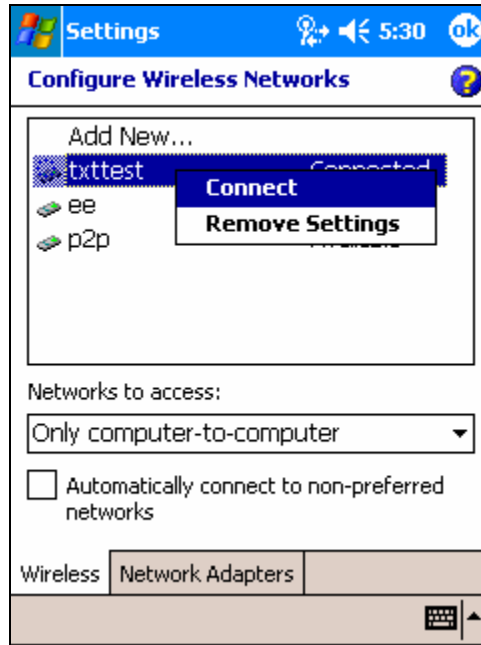 Settings 5:30 ok
Configure Wireless Networks
Add New...
txttest Connected
Connect
ee
Remove Settings
p2p
Networks to access:
Only computer-to-computer
Automatically connect to non-preferred
networks
Wireless Network Adapters